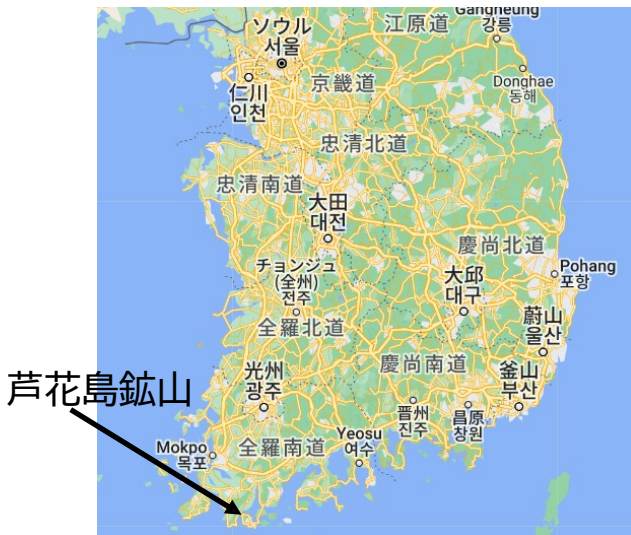 Gangneung
강릉
ソウル
서울
江原道
Donghae
동해
仁川
인천
京畿道
忠清北道
忠清南道
大田
대전
慶尚北道
チョンジュ
(全州)
전주
大邱
대구
Pohang
포항
全羅北道
蔚山
울산
光州
광주
慶尚南道
釜山
부산
芦花島鉱山
晋州
진주
昌原
창원
Mokpo
목포
全羅南道
Yeosu
여수